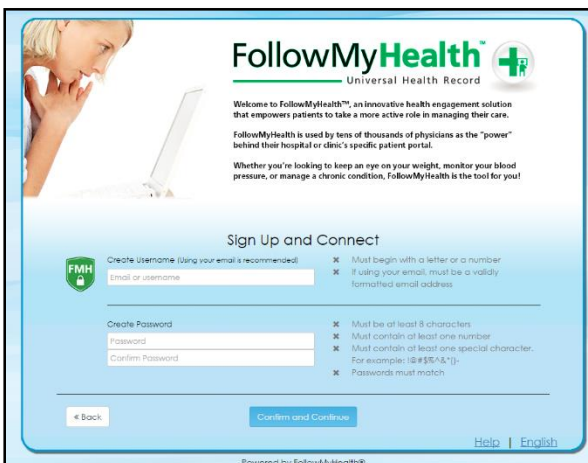 FollowMyHealth™
Universal Health Record
Welcome to FollowMyHealth™, an innovative health engagement solution
that empowers patients to take a more active role in managing their care.
FollowMyHealth is used by tens of thousands of physicians as the "power"
behind their hospital or clinic's specific patient portal.
Whether you're looking to keep an eye on your weight, monitor your blood
pressure, or manage a chronic condition, FollowMyHealth is the tool for you!
Sign Up and Connect
FMH
Create Username (Using your email is recommended)
Email or username
✖ Must begin with a letter or a number
✖ If using your email, must be a validly
formatted email address
Create Password
Password
Confirm Password
✖ Must be at least 8 characters
✖ Must contain at least one number
✖ Must contain at least one special character.
For example: !@#$%^&*()-
✖ Passwords must match
« Back
Confirm and Continue
Help | English
Powered by FollowMyHealth®